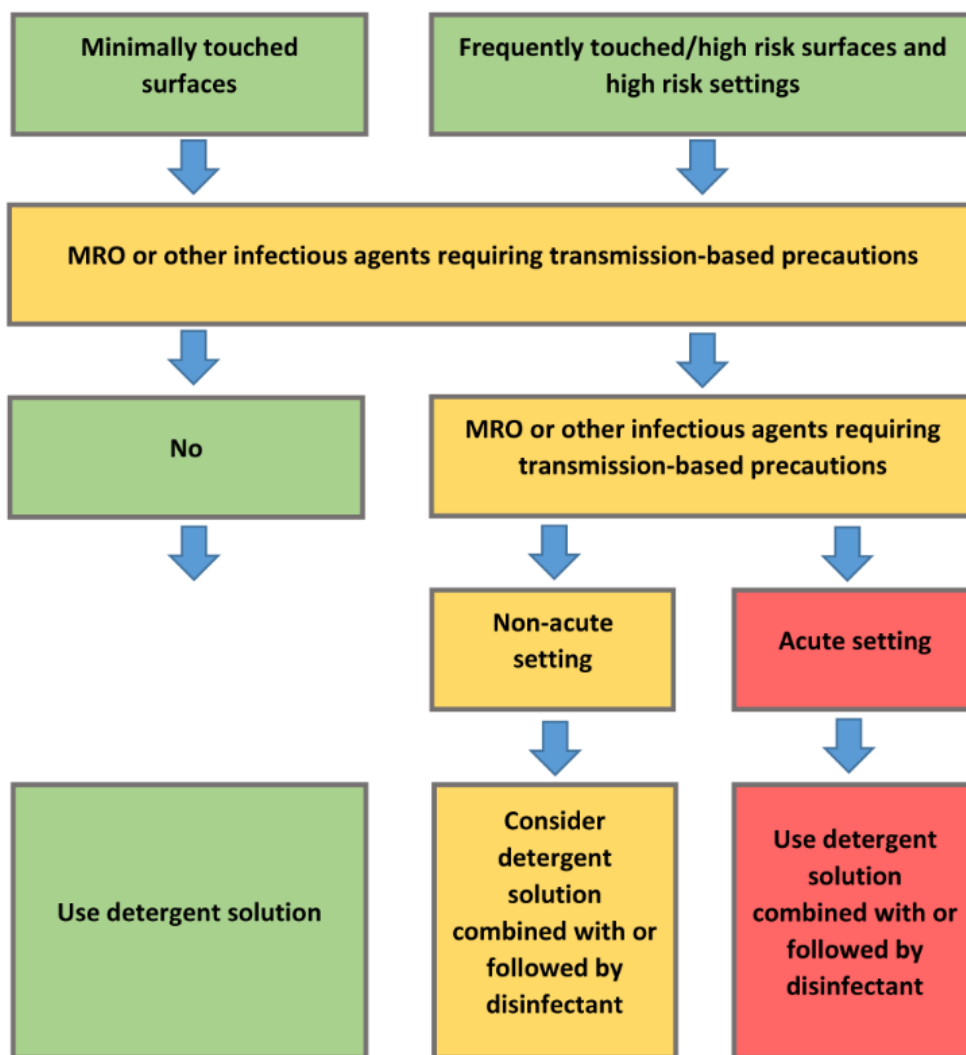 Minimally touched
surfaces
Frequently touched/high risk surfaces and
high risk settings
MRO or other infectious agents requiring transmission-based precautions
No
MRO or other infectious agents requiring
transmission-based precautions
Non-acute
setting
Acute setting
Use detergent solution
Consider
detergent
solution
combined with or
followed by
disinfectant
Use detergent
solution
combined with or
followed by
disinfectant